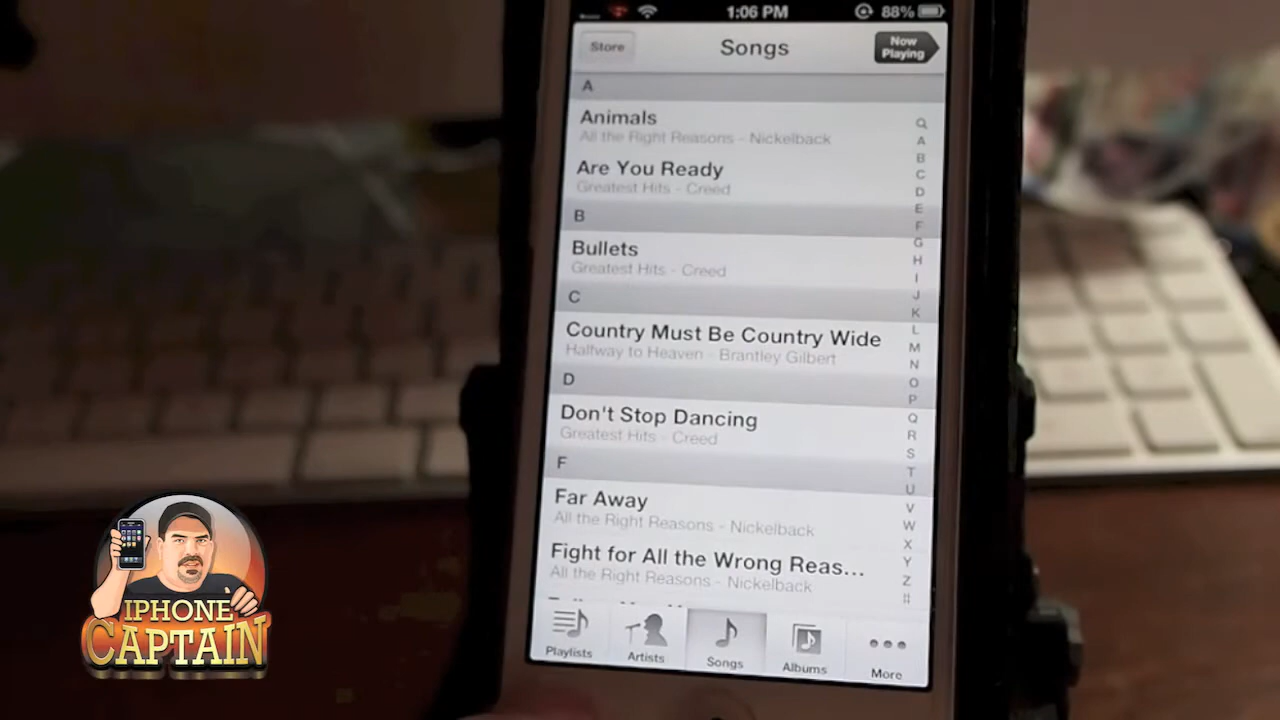 1:06 PM
88%
Store
Songs
Now
Playing
A
Animals
All the Right Reasons - Nickelback
Are You Ready
Greatest Hits - Creed
B
Bullets
Greatest Hits - Creed
C
Country Must Be Country Wide
Halfway to Heaven - Brantley Gilbert
D
Don't Stop Dancing
Greatest Hits - Creed
F
Far Away
All the Right Reasons - Nickelback
Fight for All the Wrong Reas...
All the Right Reasons - Nickelback
A
B
C
D
E
F
G
H
I
J
K
L
M
N
O
P
Q
R
S
T
U
V
W
X
Y
Z
#
Playlists
Artists
Songs
Albums
More
IPHONE
CAPTAIN